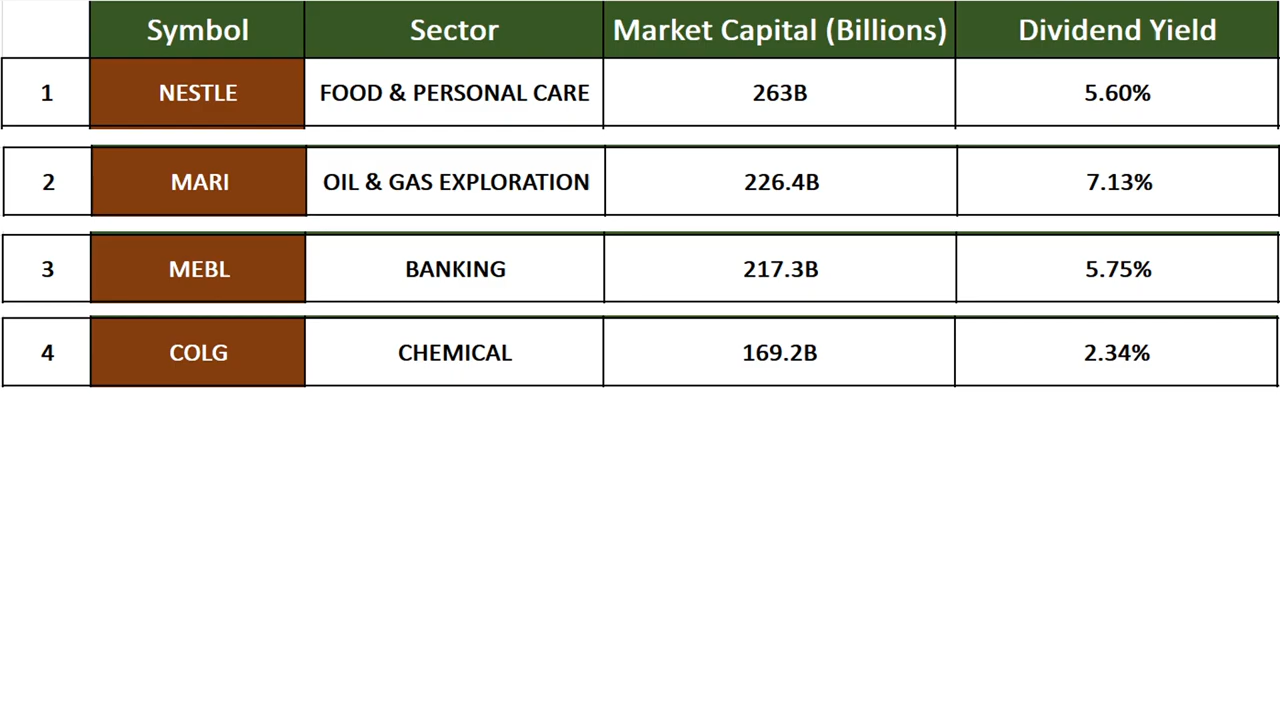 Symbol Sector Market Capital (Billions) Dividend Yield
1 NESTLE FOOD & PERSONAL CARE 263B 5.60%
2 MARI OIL & GAS EXPLORATION 226.4B 7.13%
3 MEBL BANKING 217.3B 5.75%
4 COLG CHEMICAL 169.2B 2.34%